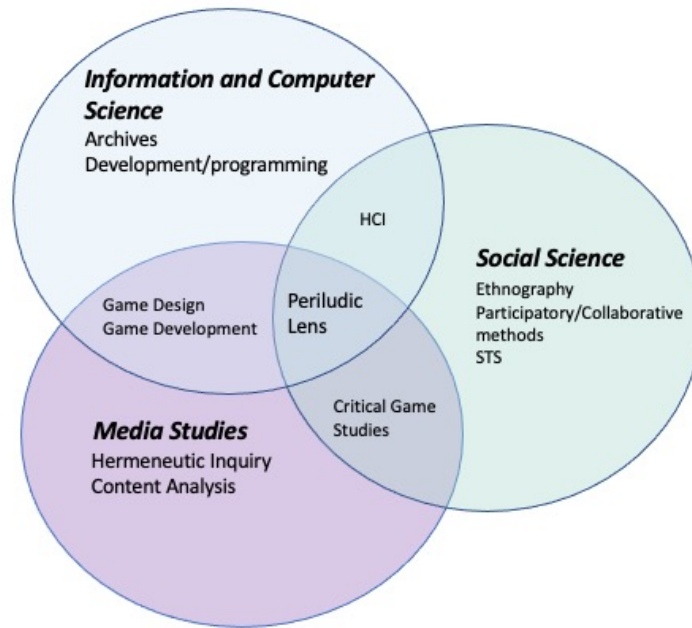 Information and Computer
Science
Archives
Development/programming
HCI
Social Science
Ethnography
Participatory/Collaborative
methods
STS
Game Design
Game Development
Periludic
Lens
Critical Game
Studies
Media Studies
Hermeneutic Inquiry
Content Analysis